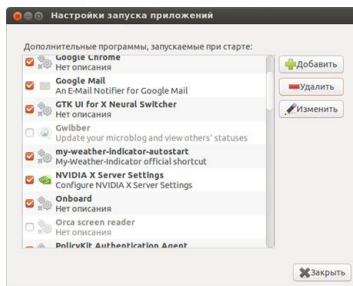 Настройки запуска приложений
Дополнительные программы, запускаемые при старте:
Google Chrome
Нет описания
Google Mail
An E-Mail Notifier for Google Mail
GTK UI for X Neural Switcher
Нет описания
Gwibber
Update your microblog and view others' statuses
my-weather-indicator-autostart
My-Weather-Indicator official shortcut
NVIDIA X Server Settings
Configure NVIDIA X Server Settings
Onboard
Нет описания
Orca screen reader
Нет описания
PolicyKit Authentication Agent
Добавить
Удалить
Изменить
Закрыть